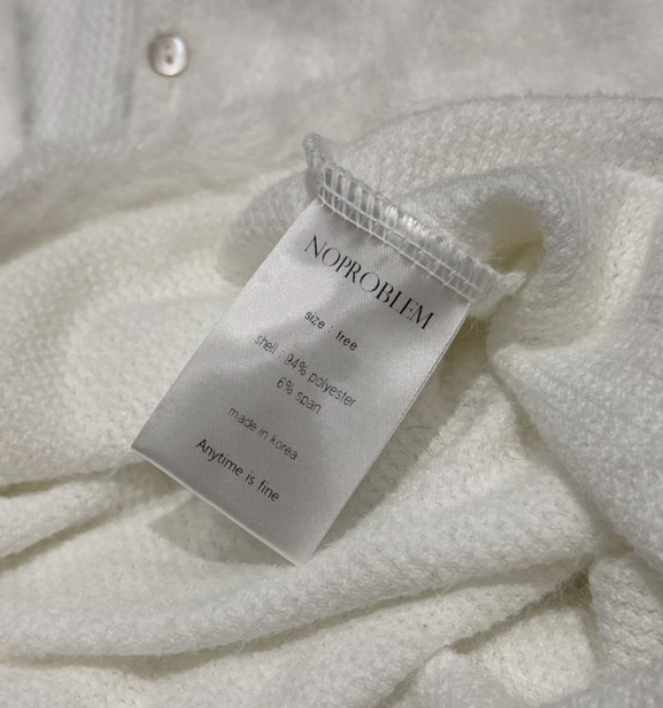 NOPROBLEM
size : free
shell : 94% polyester
6% span
made in korea
Anytime is fine